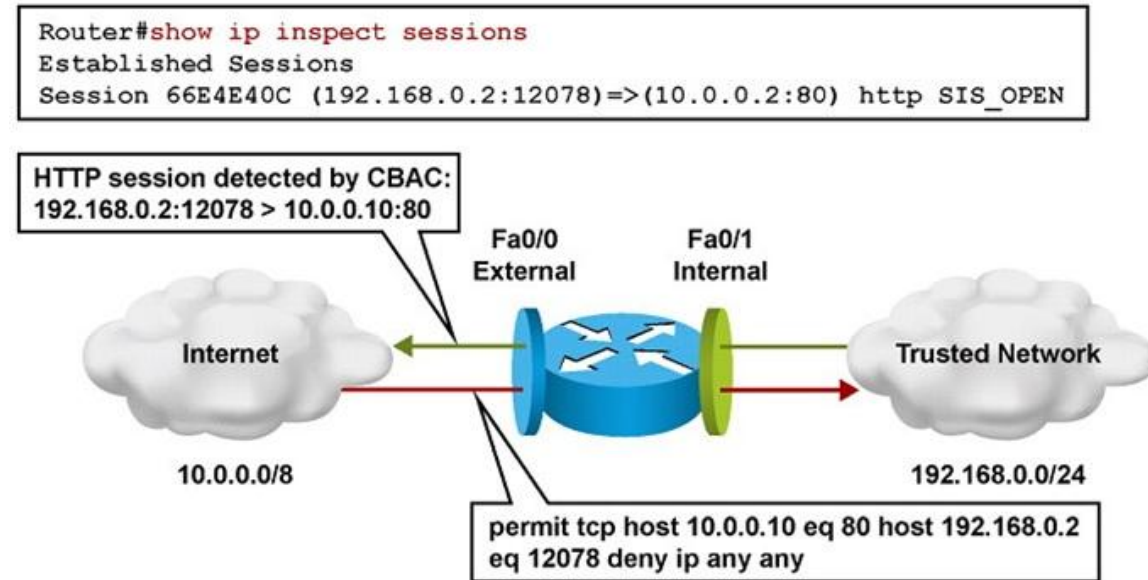 Router#show ip inspect sessions
Established Sessions
Session 66E4E40C (192.168.0.2:12078)=>(10.0.0.2:80) http SIS_OPEN
HTTP session detected by CBAC:
192.168.0.2:12078 > 10.0.0.10:80
Fa0/0
External
Fa0/1
Internal
Internet
Trusted Network
10.0.0.0/8
192.168.0.0/24
permit tcp host 10.0.0.10 eq 80 host 192.168.0.2
eq 12078 deny ip any any